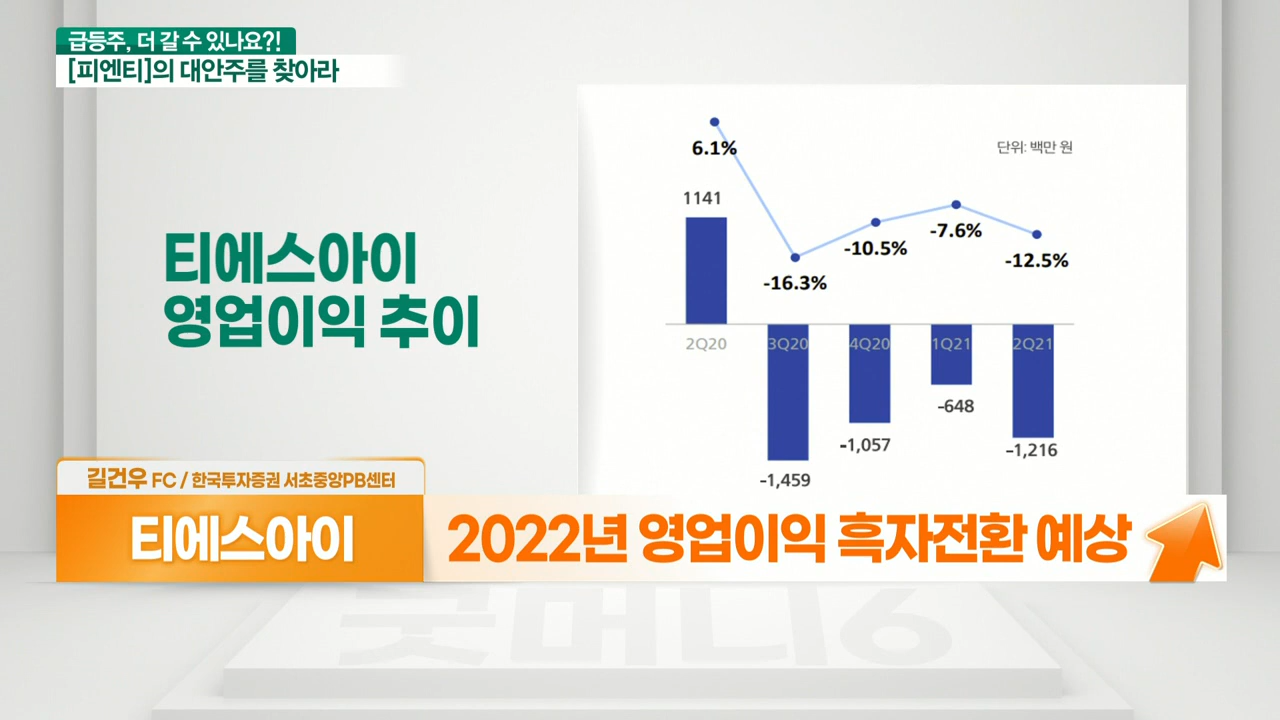 급등주, 더 갈 수 있나요?!
[피엔티]의 대안주를 찾아라
티에스아이
영업이익 추이
단위: 백만 원
6.1%
-16.3%
-10.5%
-7.6%
-12.5%
1141
2Q20 3Q20 4Q20 1Q21 2Q21
-1,459
-1,057
-648
-1,216
길건우 FC / 한국투자증권 서초중앙PB센터
티에스아이
2022년 영업이익 흑자전환 예상
굿머니6